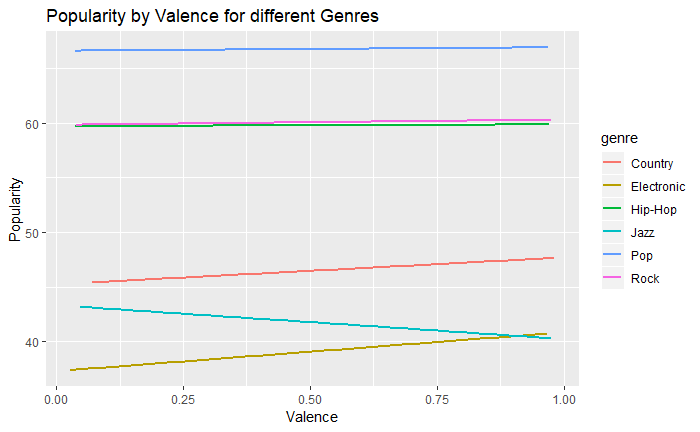 Popularity by Valence for different Genres
Popularity
60
50
40
0.00 0.25 0.50 0.75 1.00
Valence
genre
Country
Electronic
Hip-Hop
Jazz
Pop
Rock